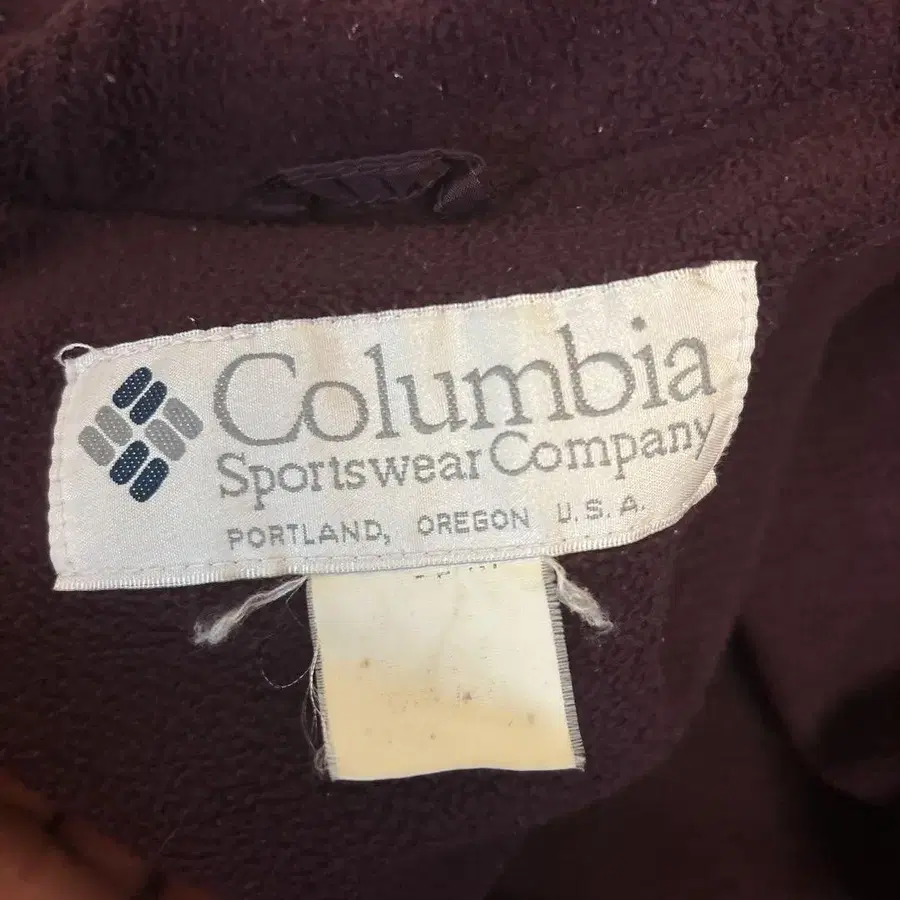 Columbia
Sportswear Company
PORTLAND, OREGON U.S.A.